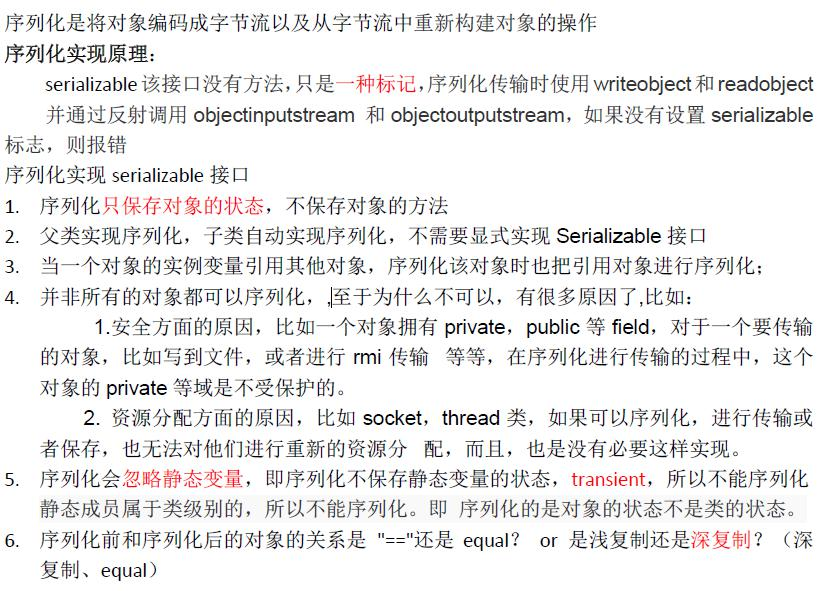 序列化是将对象编码成字节流以及从字节流中重新构建对象的操作
序列化实现原理：
serializable 该接口没有方法，只是一种标记，序列化传输时使用 writeobject 和 readobject
并通过反射调用 objectinputstream 和 objectoutputstream，如果没有设置 serializable
标志，则报错
序列化实现 serializable 接口
1. 序列化只保存对象的状态，不保存对象的方法
2. 父类实现序列化，子类自动实现序列化，不需要显式实现 Serializable 接口
3. 当一个对象的实例变量引用其他对象，序列化该对象时也把引用对象进行序列化；
4. 并非所有的对象都可以序列化，,至于为什么不可以，有很多原因了,比如：
1.安全方面的原因，比如一个对象拥有 private，public 等 field，对于一个要传输
的对象，比如写到文件，或者进行 rmi 传输 等等，在序列化进行传输的过程中，这个
对象的 private 等域是不受保护的。
2. 资源分配方面的原因，比如 socket，thread 类，如果可以序列化，进行传输或
者保存，也无法对他们进行重新的资源分 配，而且，也是没有必要这样实现。
5. 序列化会忽略静态变量，即序列化不保存静态变量的状态，transient，所以不能序列化
静态成员属于类级别的，所以不能序列化。即 序列化的是对象的状态不是类的状态。
6. 序列化前和序列化后的对象的关系是 "=="还是 equal？ or 是浅复制还是深复制？（深
复制、equal）